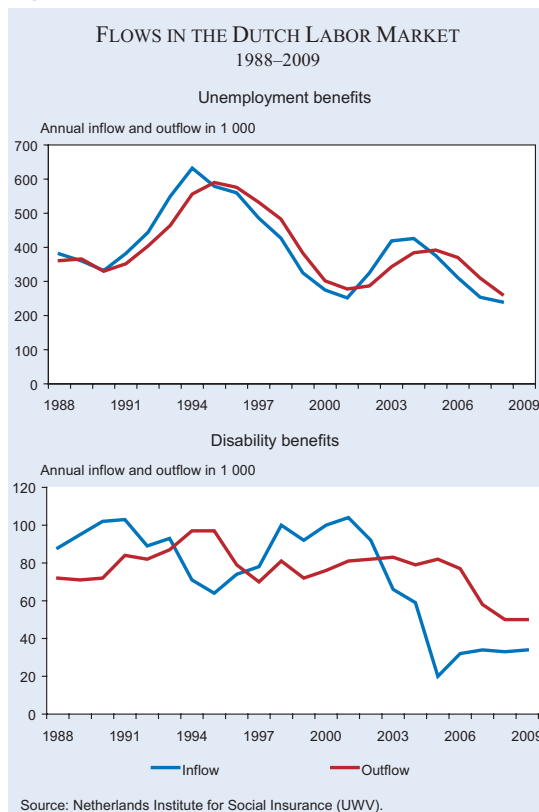 FLOWS IN THE DUTCH LABOR MARKET
1988–2009
Unemployment benefits
Annual inflow and outflow in 1 000
700
600
500
400
300
200
100
0
1988 1991 1994 1997 2000 2003 2006 2009
Disability benefits
Annual inflow and outflow in 1 000
120
100
80
60
40
20
0
1988 1991 1994 1997 2000 2003 2006 2009
Inflow Outflow
Source: Netherlands Institute for Social Insurance (UWV).